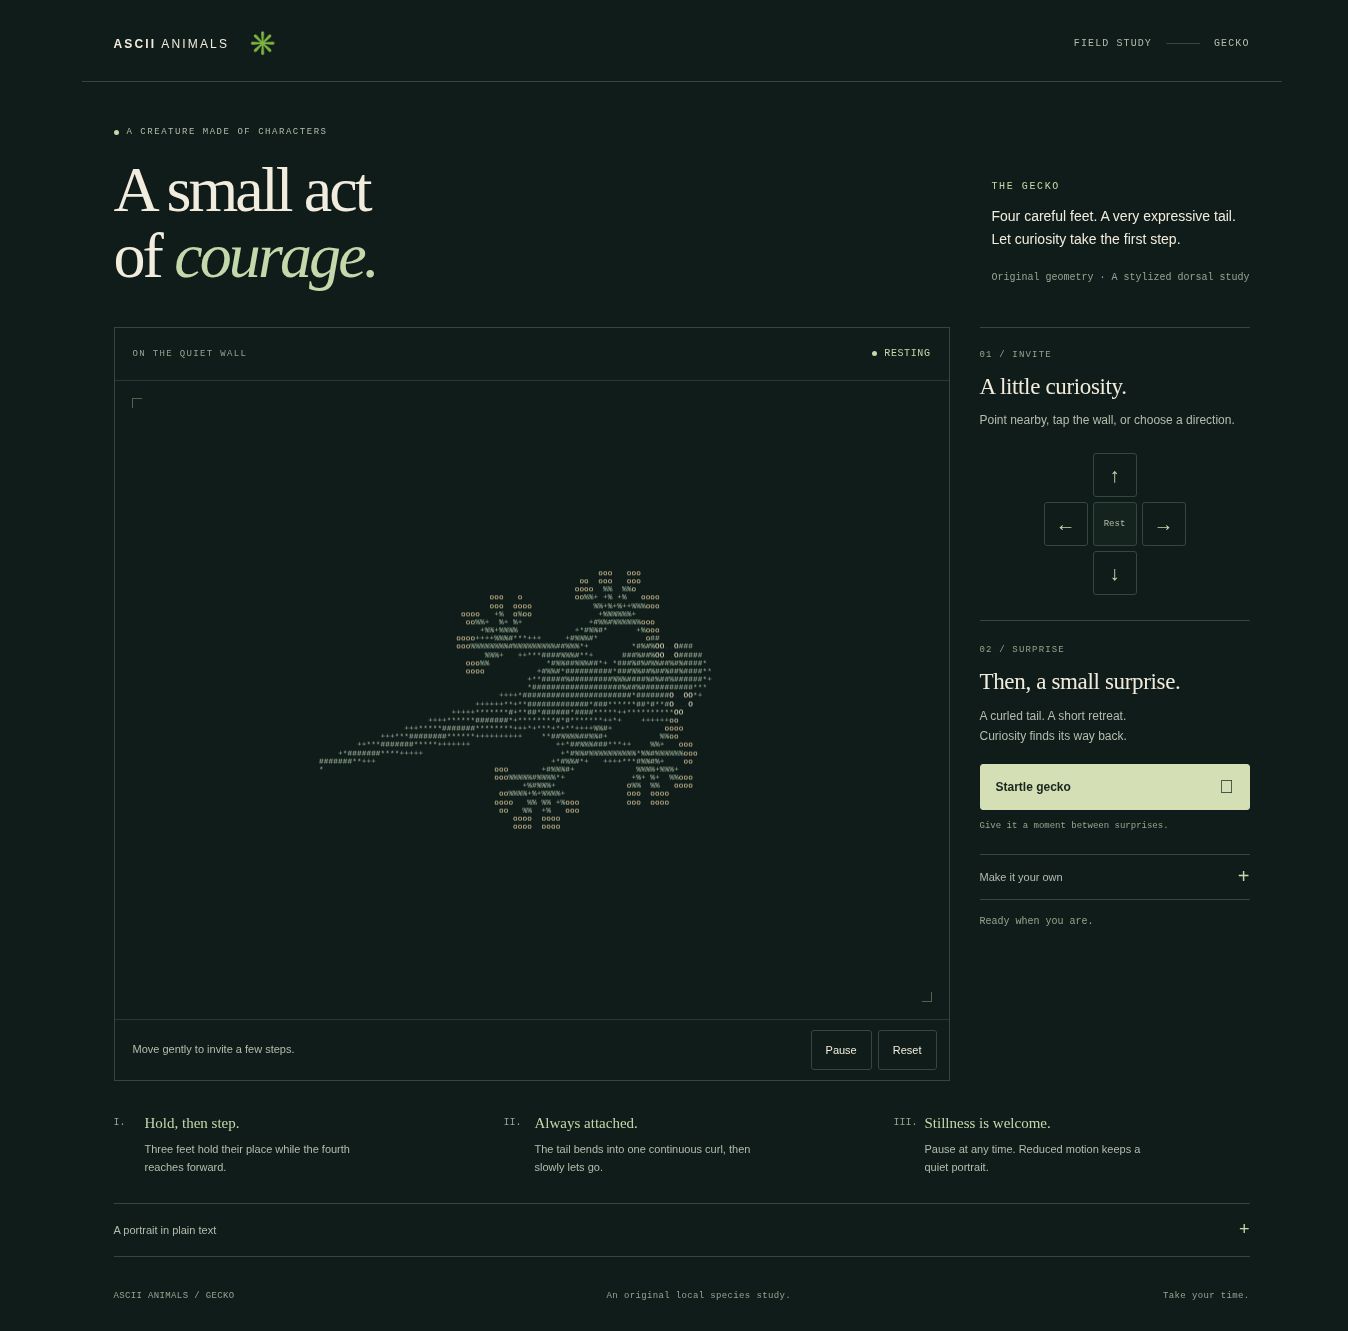 ASCII ANIMALS
FIELD STUDY
GECKO
A CREATURE MADE OF CHARACTERS
A small act
of courage.
THE GECKO
Four careful feet. A very expressive tail.
Let curiosity take the first step.
Original geometry · A stylized dorsal study
ON THE QUIET WALL
RESTING
01 / INVITE
A little curiosity.
Point nearby, tap the wall, or choose a direction.
↑
← Rest →
↓
02 / SURPRISE
Then, a small surprise.
A curled tail. A short retreat.
Curiosity finds its way back.
Startle gecko
Give it a moment between surprises.
Make it your own +
Ready when you are.
Move gently to invite a few steps.
Pause
Reset
I. Hold, then step.
Three feet hold their place while the fourth
reaches forward.
II. Always attached.
The tail bends into one continuous curl, then
slowly lets go.
III. Stillness is welcome.
Pause at any time. Reduced motion keeps a
quiet portrait.
A portrait in plain text +
ASCII ANIMALS / GECKO
An original local species study.
Take your time.